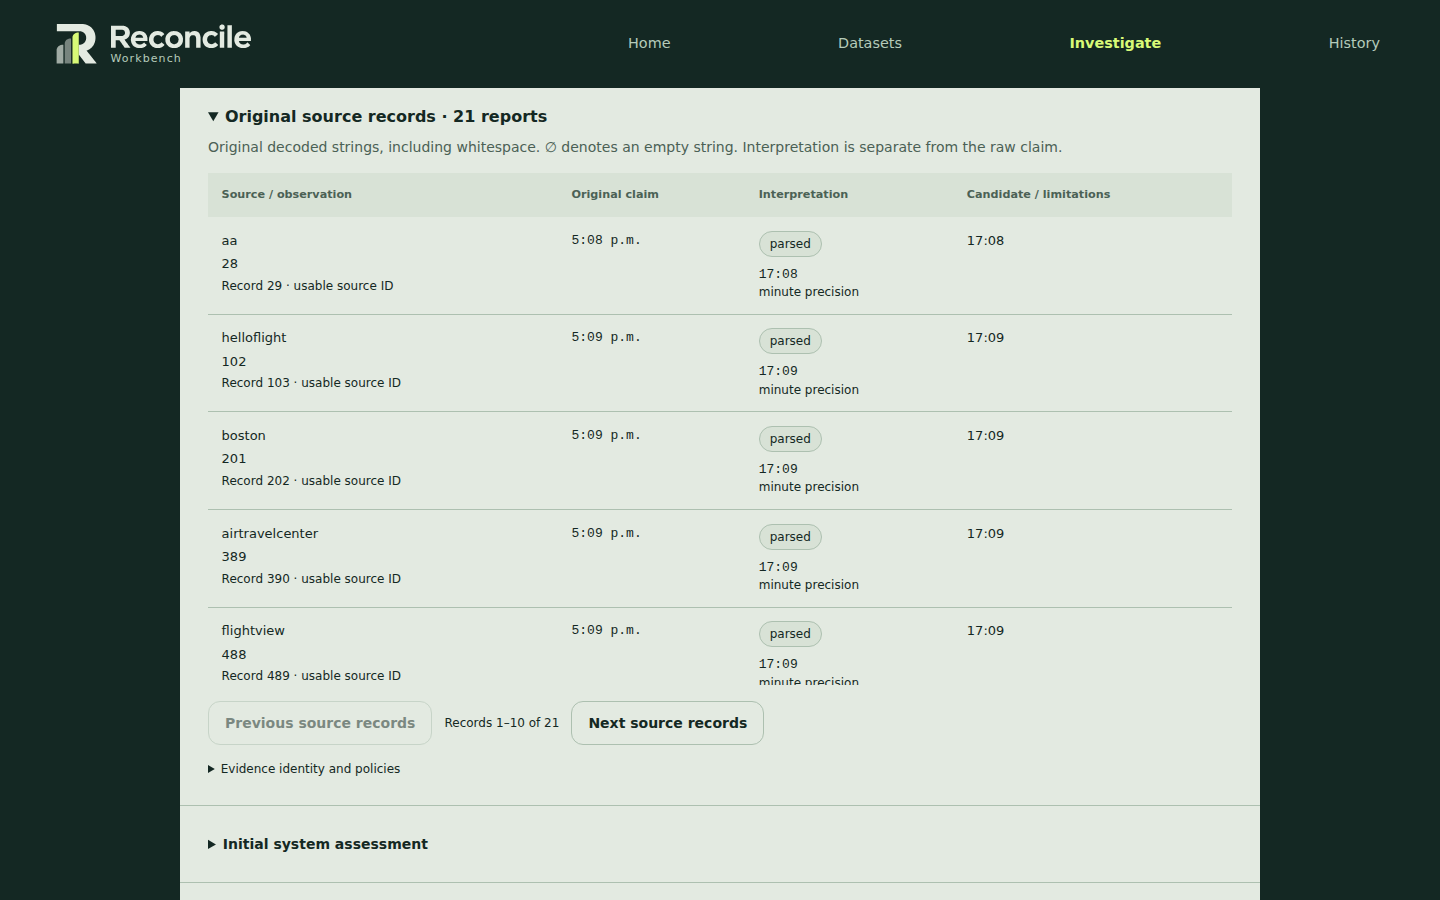 Reconcile
Workbench
Home
Datasets
Investigate
History
▼ Original source records · 21 reports
Original decoded strings, including whitespace. ∅ denotes an empty string. Interpretation is separate from the raw claim.
Source / observation
Original claim
Interpretation
Candidate / limitations
aa
28
Record 29 · usable source ID
5:08 p.m.
parsed
17:08
minute precision
17:08
helloflight
102
Record 103 · usable source ID
5:09 p.m.
parsed
17:09
minute precision
17:09
boston
201
Record 202 · usable source ID
5:09 p.m.
parsed
17:09
minute precision
17:09
airtravelcenter
389
Record 390 · usable source ID
5:09 p.m.
parsed
17:09
minute precision
17:09
flightview
488
Record 489 · usable source ID
5:09 p.m.
parsed
17:09
minute precision
17:09
Previous source records
Records 1–10 of 21
Next source records
▶ Evidence identity and policies
▶ Initial system assessment